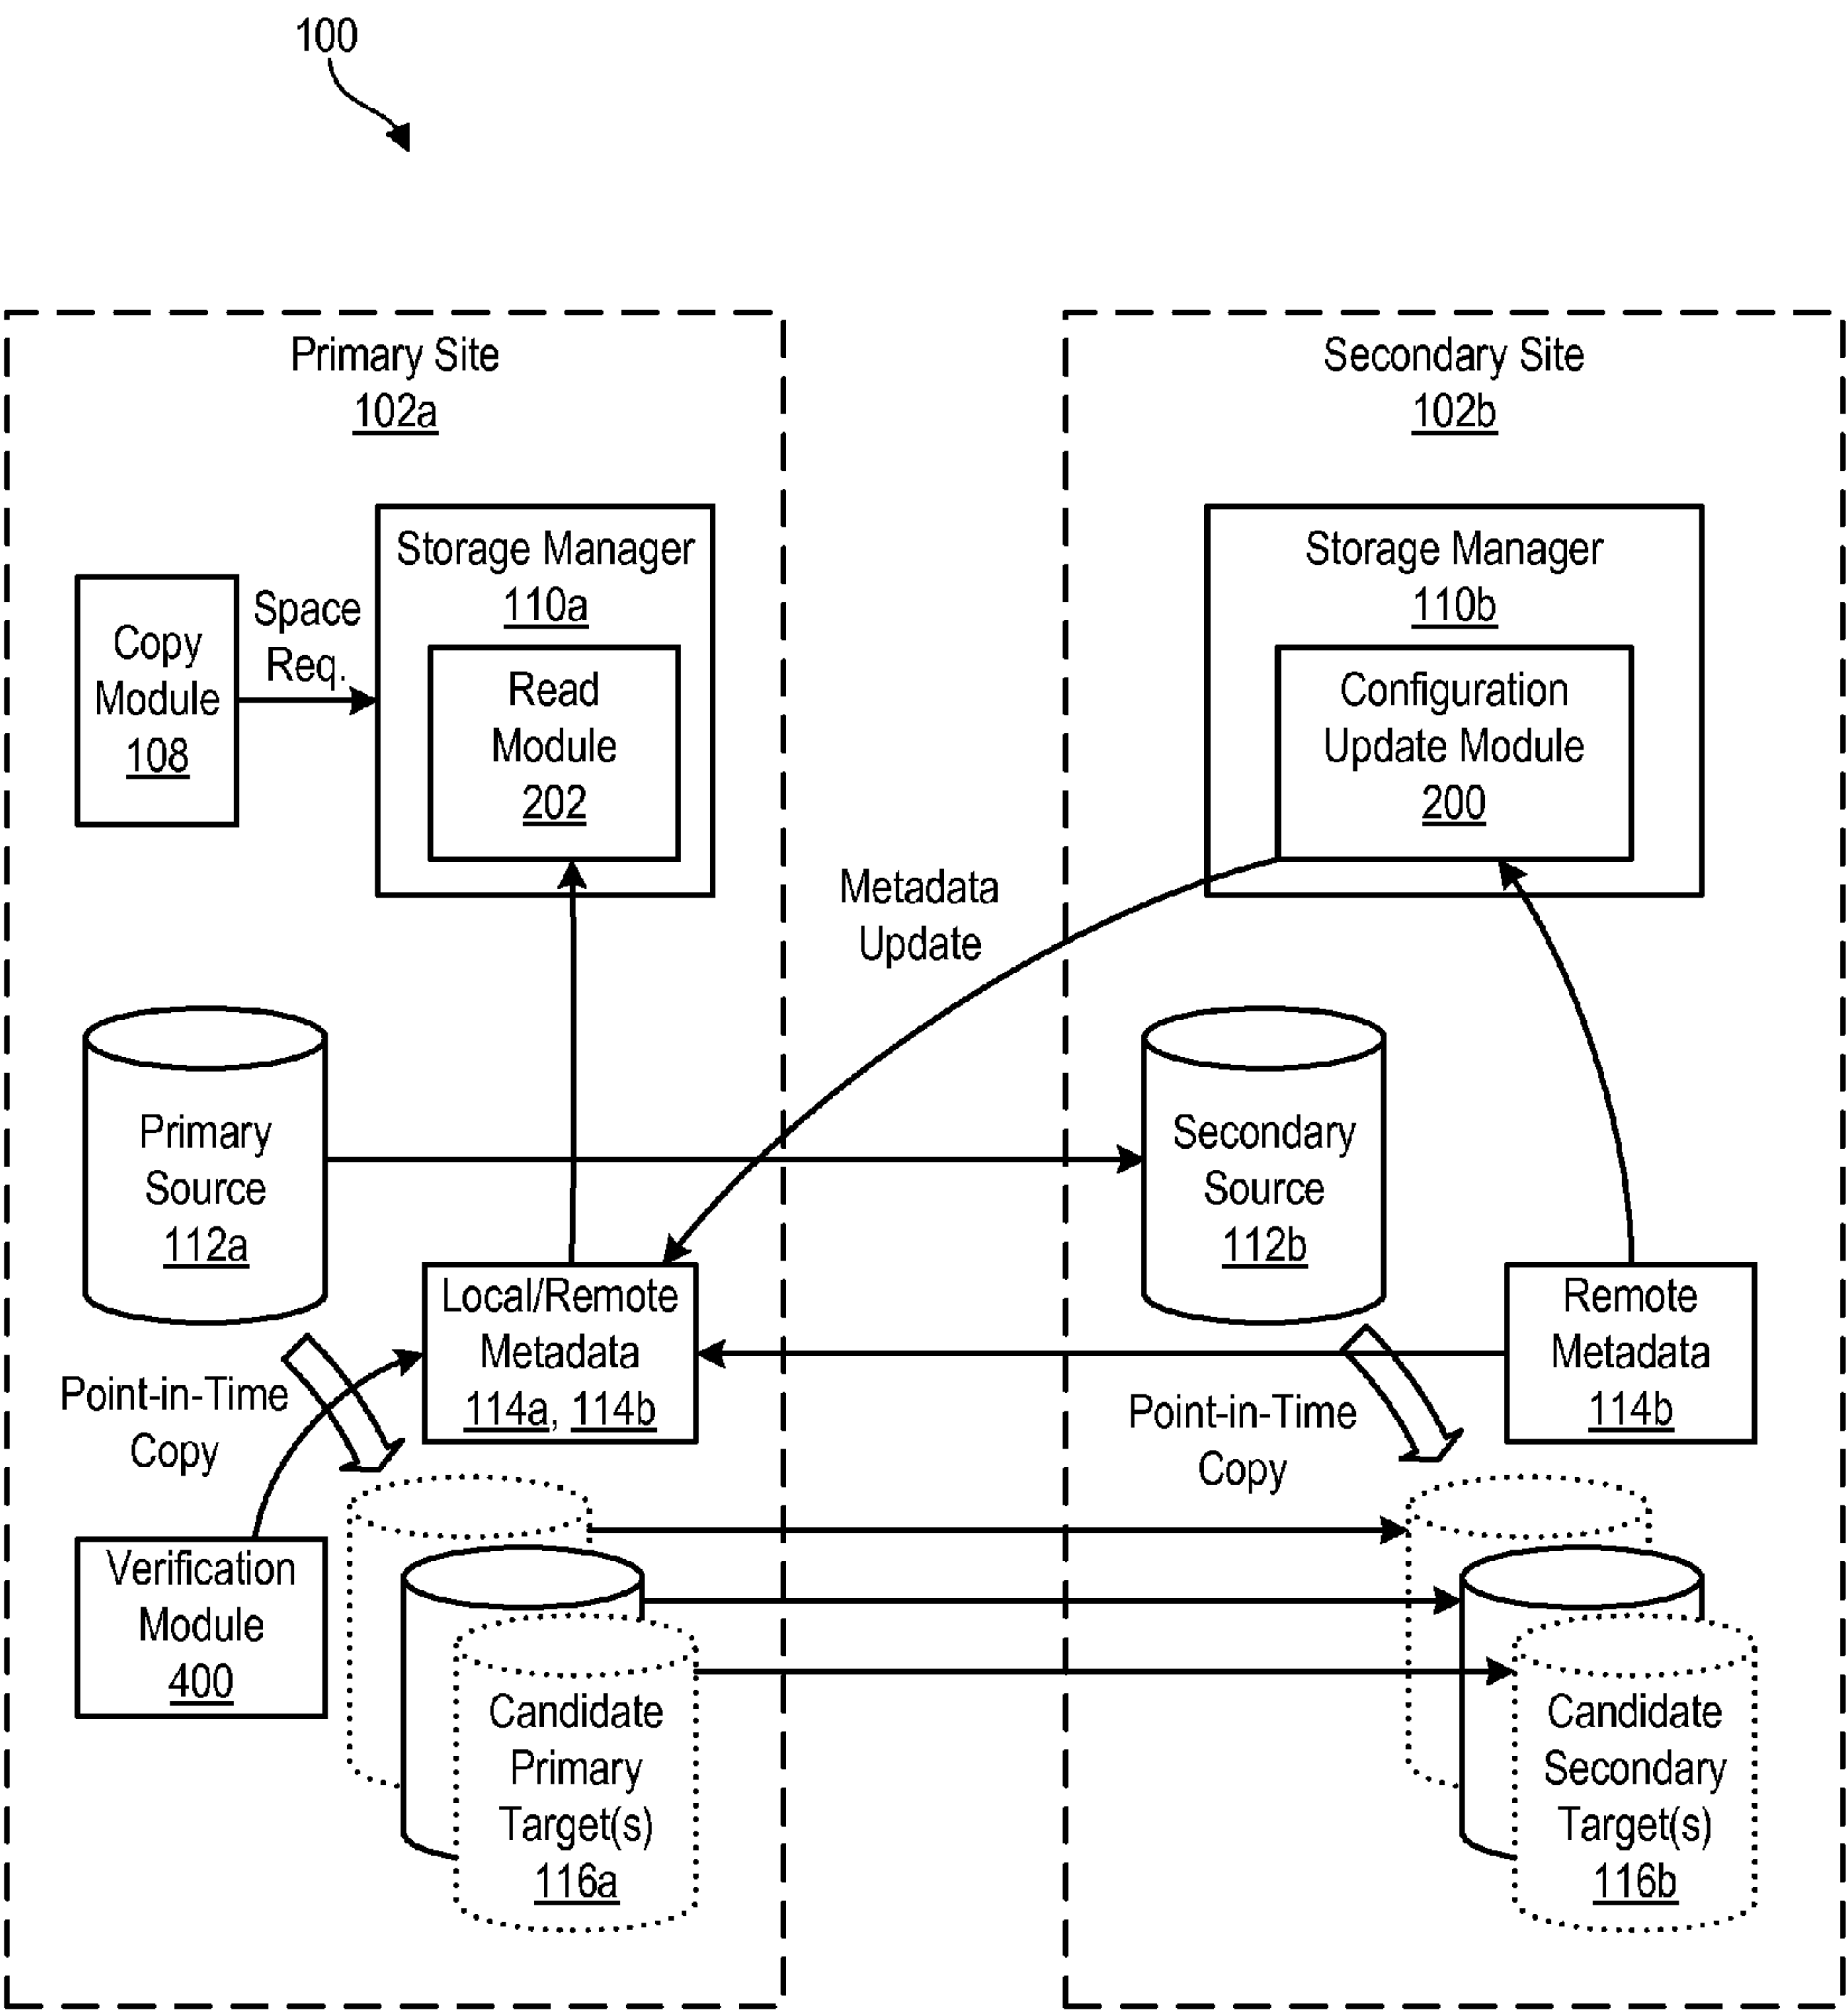 100
Primary Site
102a
Secondary Site
102b
Storage Manager
110a
Read
Module
202
Copy
Module
108
Space
Req.
Storage Manager
110b
Configuration
Update Module
200
Metadata
Update
Primary
Source
112a
Secondary
Source
112b
Local/Remote
Metadata
114a, 114b
Remote
Metadata
114b
Point-in-Time
Copy
Point-in-Time
Copy
Verification
Module
400
Candidate
Primary
Target(s)
116a
Candidate
Secondary
Target(s)
116b